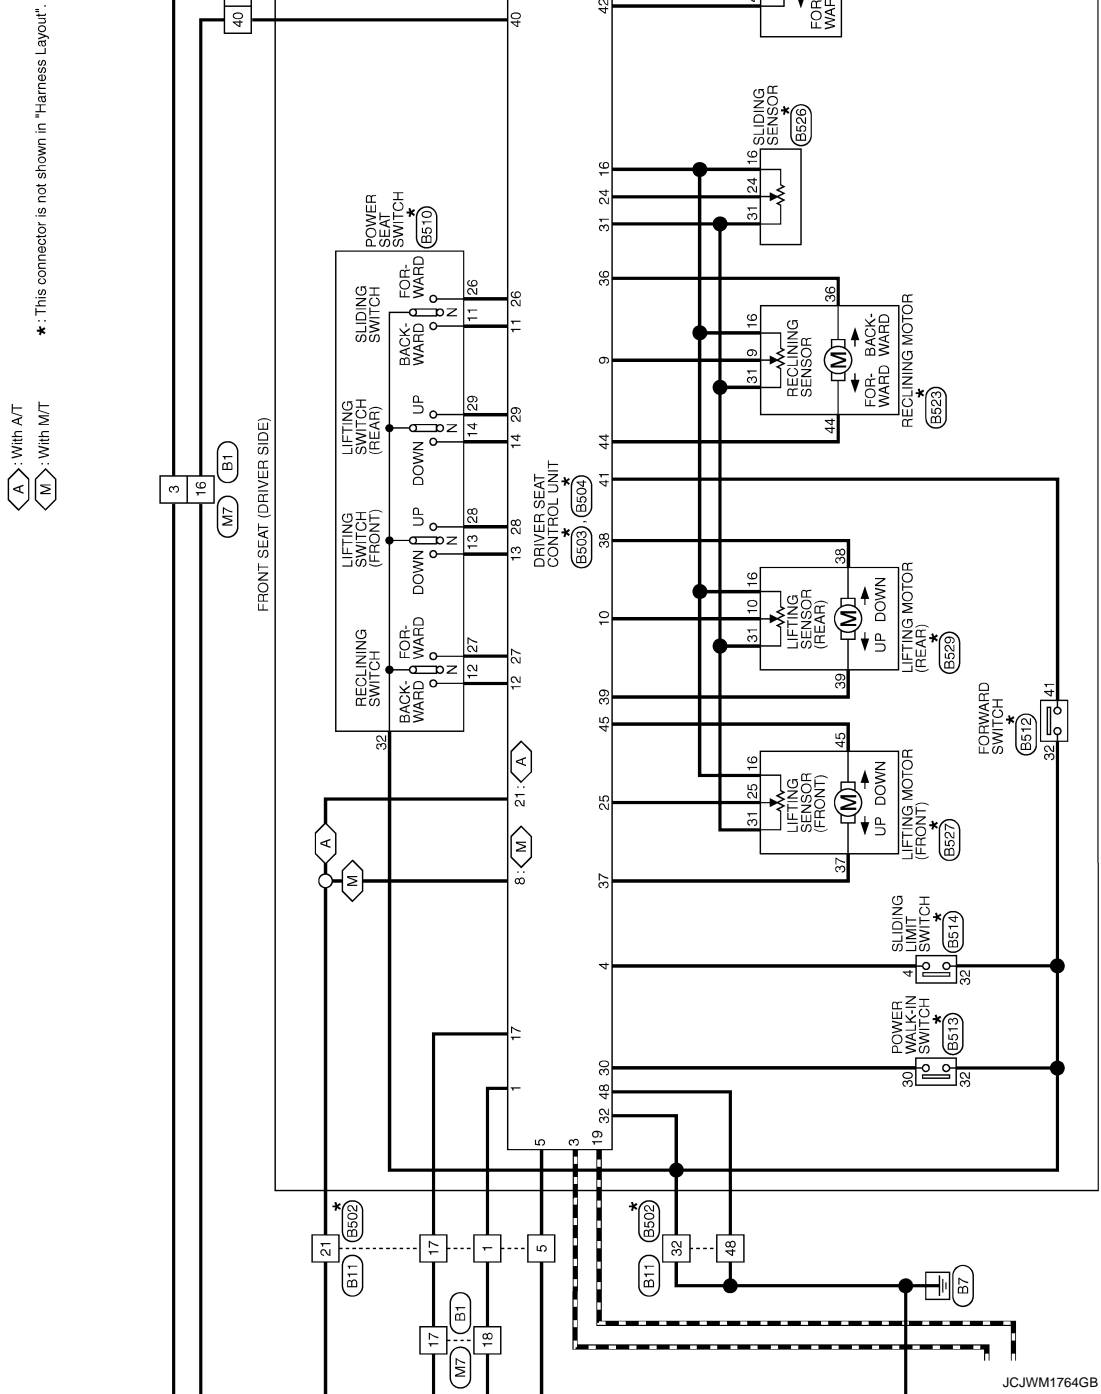 *: This connector is not shown in "Harness Layout".
A : With A/T
M : With M/T
40
40
42
FOR-
WAR
3
16
B1
M7
FRONT SEAT (DRIVER SIDE)
POWER
SEAT
SWITCH
*
B510
SLIDING
SWITCH
FOR-
WARD
BACK-
WARD
N
26
11
26
11
LIFTING
SWITCH
(REAR)
UP
DOWN
N
29
14
29
14
LIFTING
SWITCH
(FRONT)
UP
DOWN
N
28
13
28
13
RECLINING
SWITCH
FOR-
WARD
BACK-
WARD
N
27
12
27
12
32
DRIVER SEAT
CONTROL UNIT
* *
B503 , B504
SLIDING
SENSOR
*
B526
16
24
31
16
24
31
36
9
44
36
16
9
31
RECLINING
SENSOR
M
FOR-
WARD
BACK-
WARD
44
RECLINING MOTOR
*
B523
41
38
10
39
38
16
10
31
LIFTING
SENSOR
(REAR)
M
UP DOWN
39
LIFTING MOTOR
(REAR)
*
B529
45
25
37
45
16
25
31
LIFTING
SENSOR
(FRONT)
M
UP DOWN
37
LIFTING MOTOR
(FRONT)
*
B527
FORWARD
SWITCH
*
B512
41
32
21: A
8: M
A
M
4
SLIDING
LIMIT
SWITCH
*
B514
4
32
17
1
30
48
32
POWER
WALK-IN
SWITCH
*
B513
30
32
5
3
19
*
B502
21
17
1
5
B11
*
B502
32
48
B11
B7
B1
17
18
M7
JCJWM1764GB